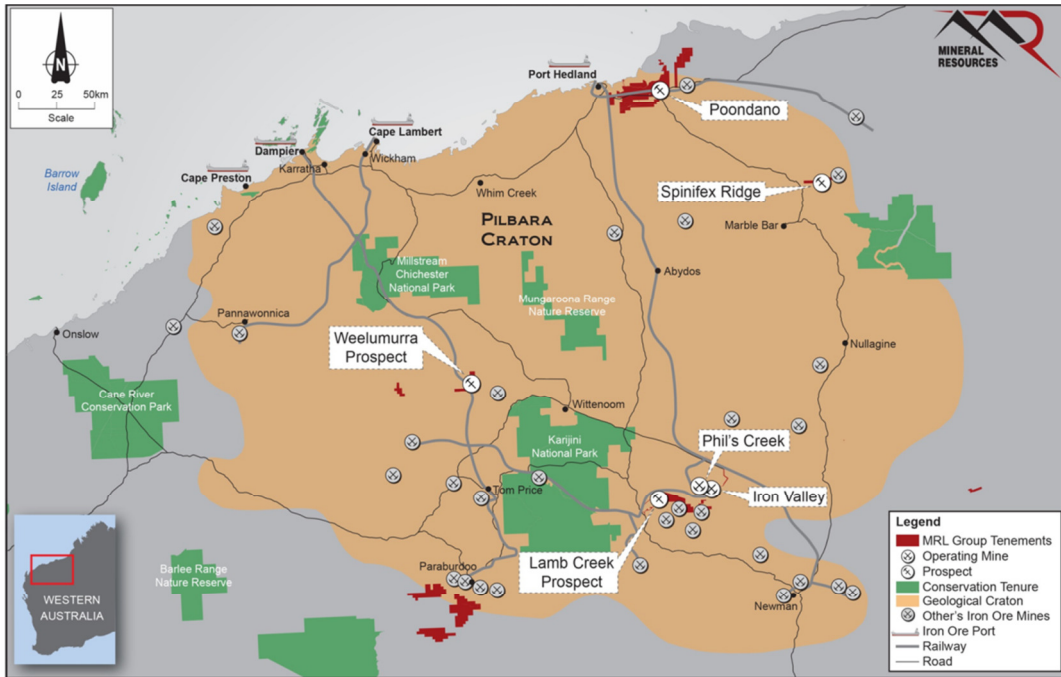 N
0 25 50km
Scale
MINERAL
RESOURCES
Port Hedland
Poondano
Cape Lambert
Dampier
Wickham
Karratha
Cape Preston
Barrow
Island
Whim Creek
Spinifex Ridge
PILBARA
CRATON
Marble Bar
Millstream
Chichester
National Park
Abydos
Mungaroona Range
Nature Reserve
Pannawonnica
Onslow
Weelumurra
Prospect
Nullagine
Cane River
Conservation Park
Wittenoom
Karijini
National Park
Phil's Creek
Iron Valley
Tom Price
Lamb Creek
Prospect
Paraburdoo
Barlee Range
Nature Reserve
Newman
WESTERN
AUSTRALIA
Legend
MRL Group Tenements
Operating Mine
Prospect
Conservation Tenure
Geological Craton
Other's Iron Ore Mines
Iron Ore Port
Railway
Road